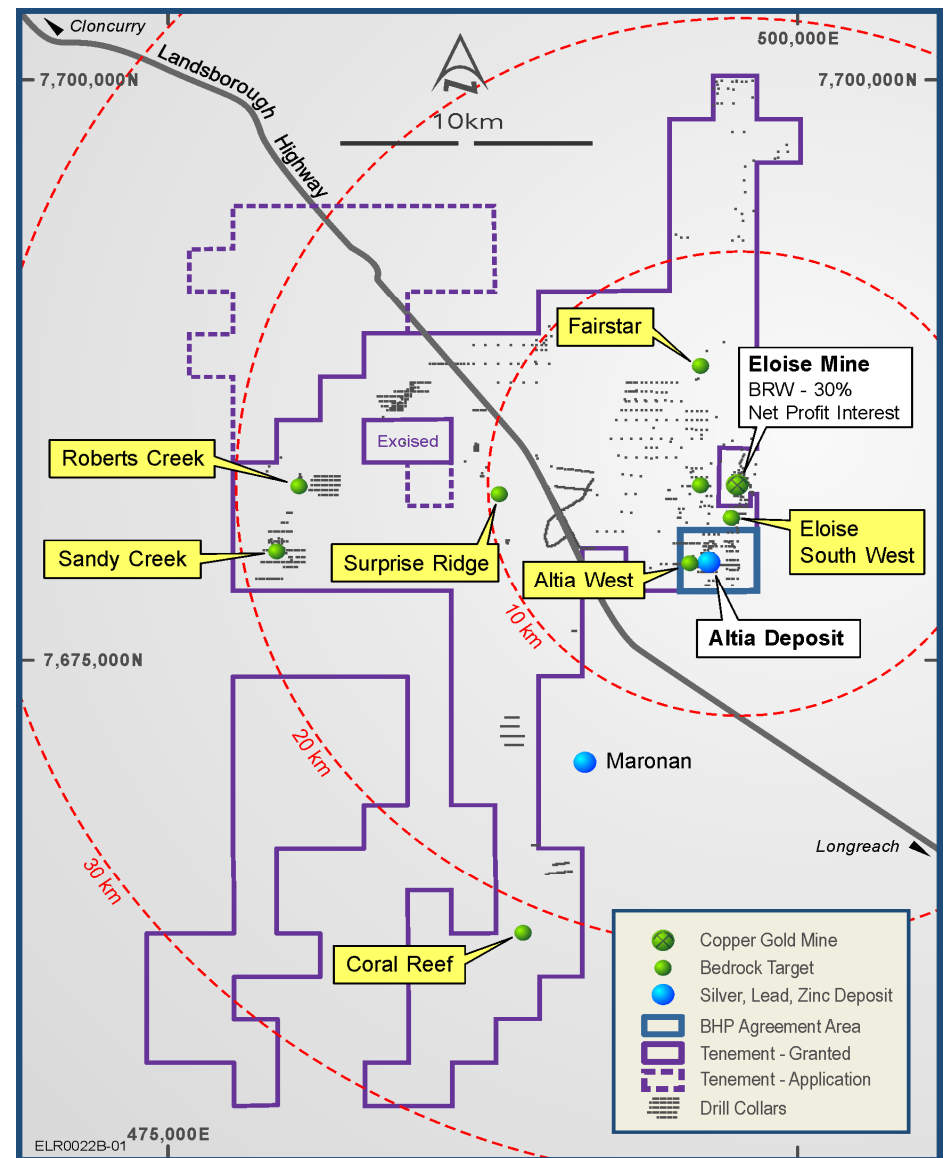 Cloncurry
500,000E
7,700,000N
7,700,000N
Landsborough Highway
10km
Fairstar
Eloise Mine
BRW - 30%
Net Profit Interest
Excised
Roberts Creek
Sandy Creek
Surprise Ridge
Eloise
South West
Altia West
10 km
Altia Deposit
7,675,000N
20 km
Maronan
Longreach
30 km
Coral Reef
Copper Gold Mine
Bedrock Target
Silver, Lead, Zinc Deposit
BHP Agreement Area
Tenement - Granted
Tenement - Application
Drill Collars
475,000E
ELR0022B-01